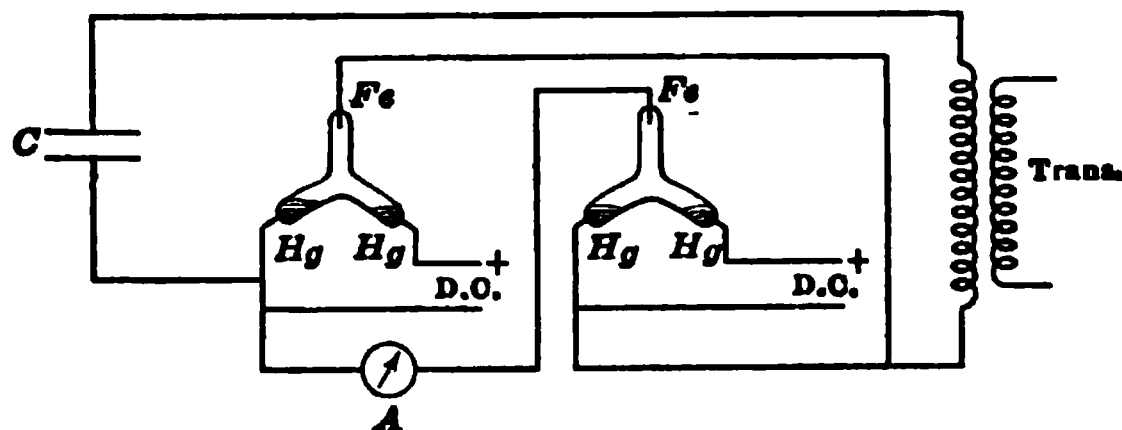 Fe
Fe
C
Trans.
Hg Hg
Hg Hg
+
D.C.
+
D.C.
A